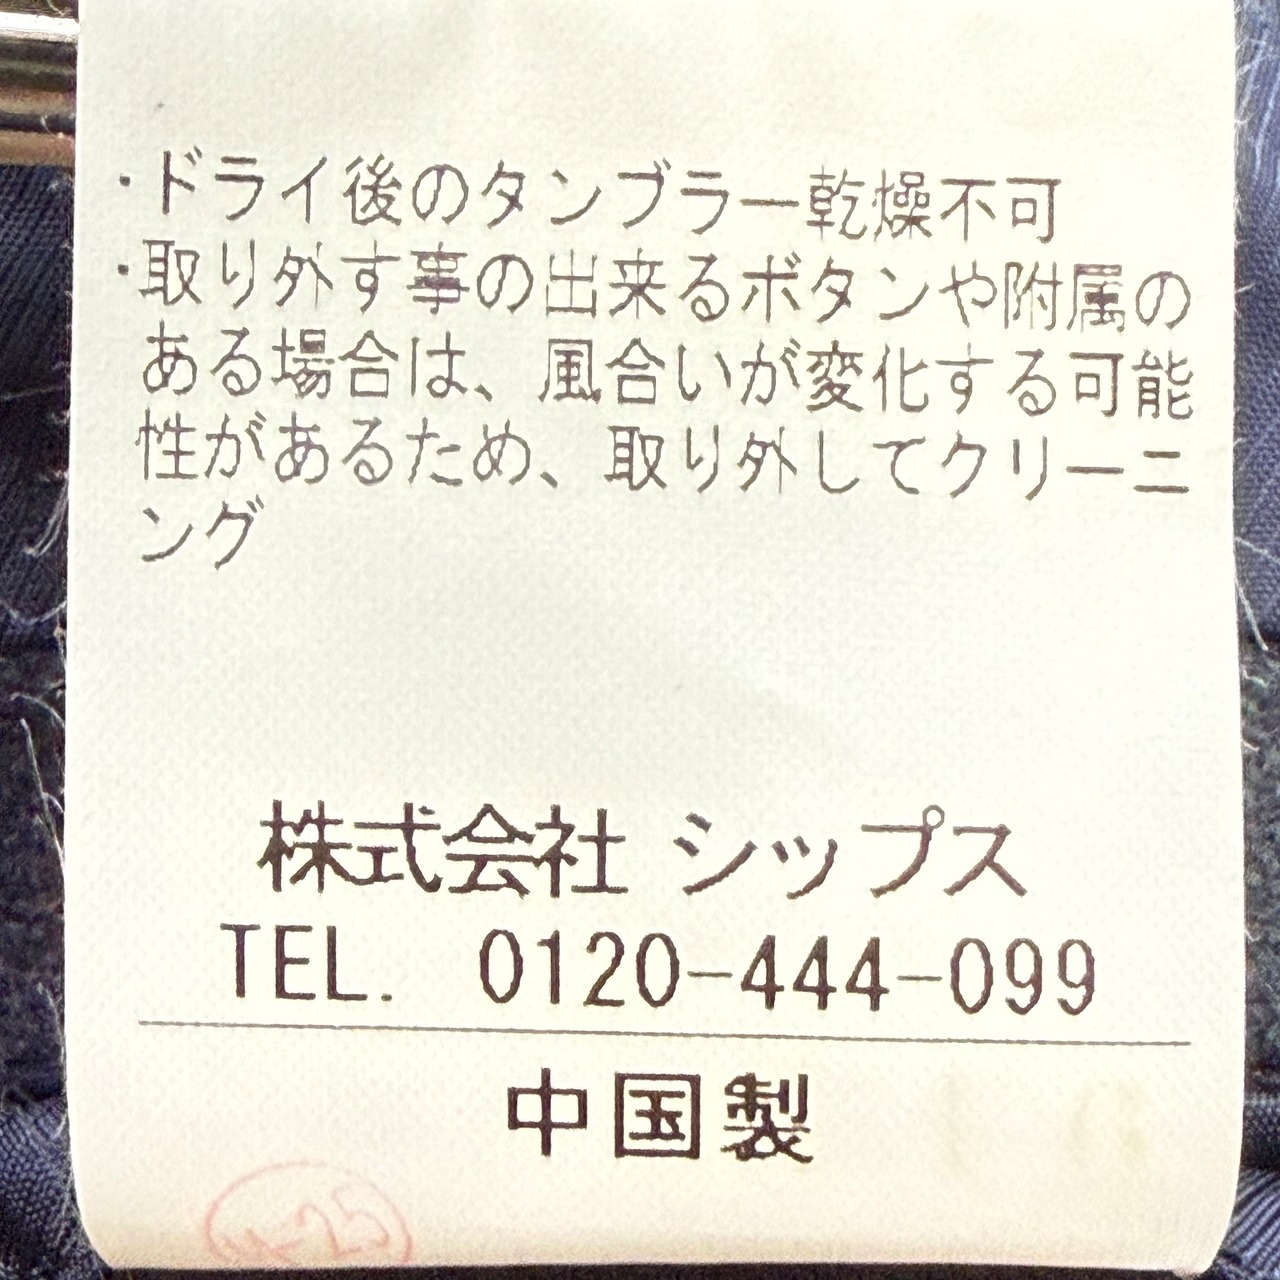 ・ドライ後のタンブラー乾燥不可
・取り外す事の出来るボタンや附属の
ある場合は、風合いが変化する可能
性があるため、取り外してクリーニ
ング
株式会社 シップス
TEL. 0120-444-099
中国製